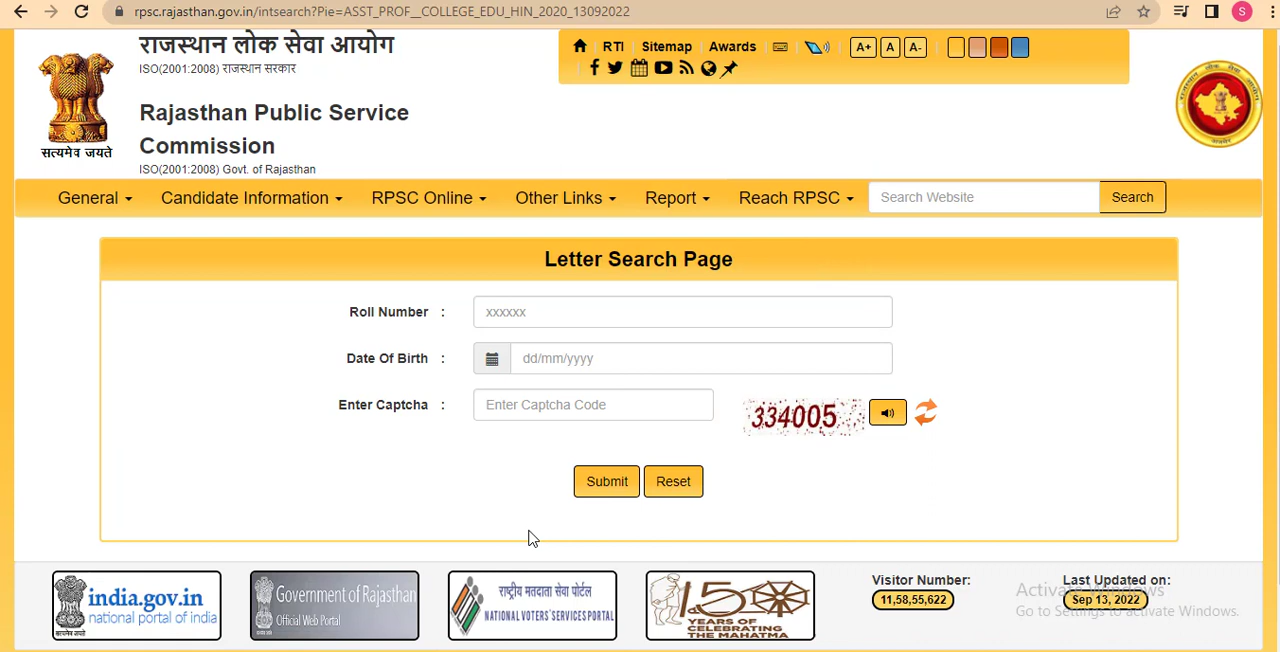 rpsc.rajasthan.gov.in/intsearch?Pie=ASST_PROF__COLLEGE_EDU_HIN_2020_13092022
S
राजस्थान लोक सेवा आयोग
ISO(2001:2008) राजस्थान सरकार
Rajasthan Public Service
Commission
ISO(2001:2008) Govt. of Rajasthan
सत्यमेव जयते
RTI Sitemap Awards A+ A A-
General Candidate Information RPSC Online Other Links Report Reach RPSC Search Website Search
Letter Search Page
Roll Number : xxxxxx
Date Of Birth : dd/mm/yyyy
Enter Captcha : Enter Captcha Code 334005
Submit Reset
india.gov.in
national portal of india
Government of Rajasthan
Official Web Portal
राष्ट्रीय मतदाता सेवा पोर्टल
NATIONAL VOTERS'SERVICES PORTAL
150
YEARS OF
CELEBRATING
THE MAHATMA
Visitor Number:
11,58,55,622
Last Updated on:
Sep 13, 2022
Activate Windows
Go to Settings to activate Windows.